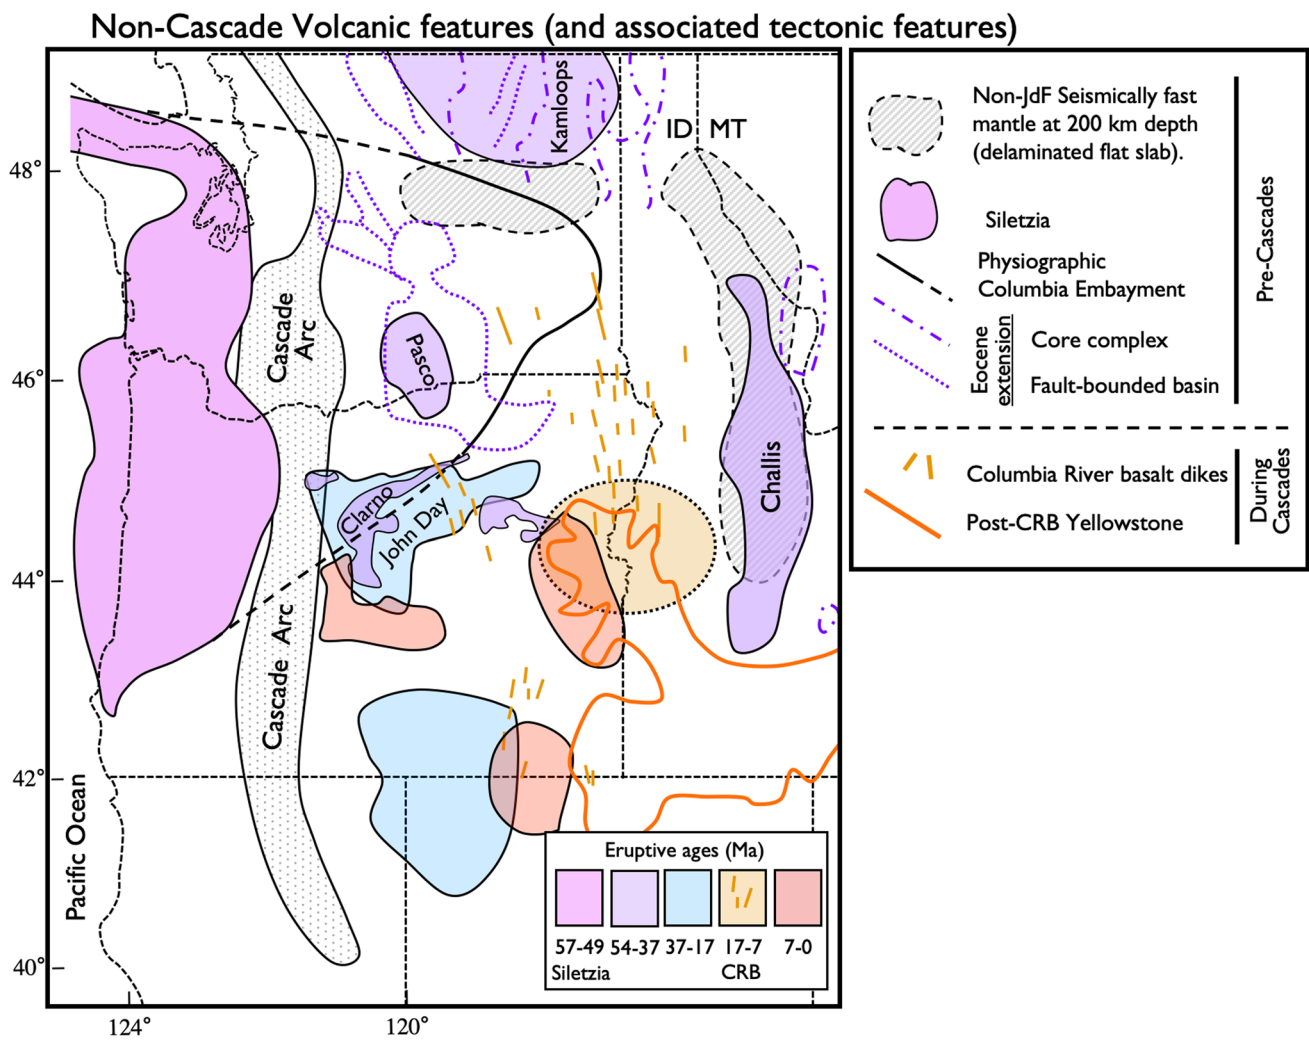 Non-Cascade Volcanic features (and associated tectonic features)
48°
46°
44°
42°
40°
124°
120°
Pacific Ocean
Cascade
Arc
Cascade Arc
Kamloops
ID
MT
Pasco
Clarno
John Day
Challis
Eruptive ages (Ma)
57-49
54-37
37-17
17-7
7-0
Siletzia
CRB
Non-JdF Seismically fast
mantle at 200 km depth
(delaminated flat slab).
Siletzia
Physiographic
Columbia Embayment
Eocene
extension
Core complex
Fault-bounded basin
Pre-Cascades
Columbia River basalt dikes
Post-CRB Yellowstone
During
Cascades